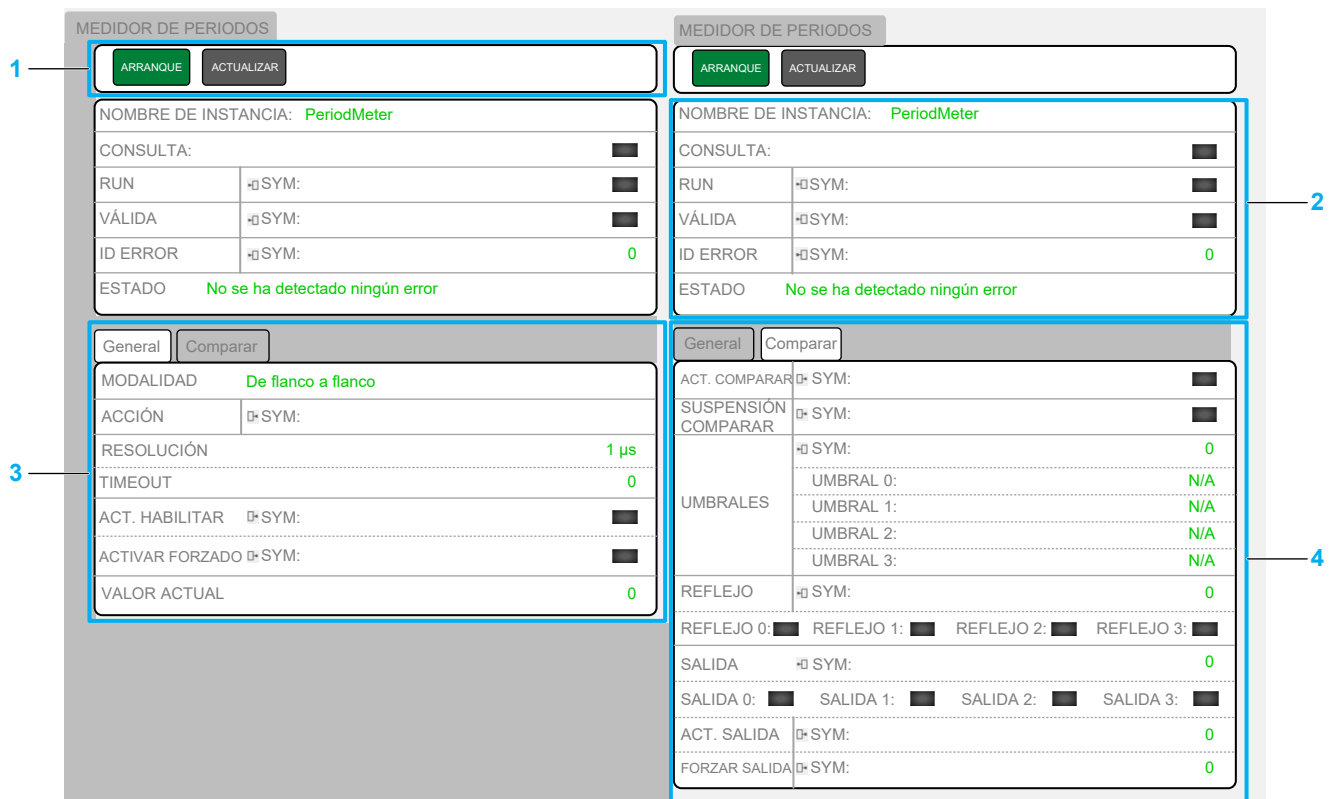 MEDIDOR DE PERIODOS
1
ARRANQUE ACTUALIZAR
NOMBRE DE INSTANCIA: PeriodMeter
CONSULTA:
RUN SYM:
VÁLIDA SYM:
ID ERROR SYM: 0
ESTADO No se ha detectado ningún error
3
General Comparar
MODALIDAD De flanco a flanco
ACCIÓN SYM:
RESOLUCIÓN 1 µs
TIMEOUT 0
ACT. HABILITAR SYM:
ACTIVAR FORZADO SYM:
VALOR ACTUAL 0
MEDIDOR DE PERIODOS
ARRANQUE ACTUALIZAR
NOMBRE DE INSTANCIA: PeriodMeter
CONSULTA:
RUN SYM:
2
VÁLIDA SYM:
ID ERROR SYM: 0
ESTADO No se ha detectado ningún error
General Comparar
ACT. COMPARAR SYM:
SUSPENSIÓN
COMPARAR SYM:
UMBRALES
SYM: 0
UMBRAL 0: N/A
UMBRAL 1: N/A
UMBRAL 2: N/A
UMBRAL 3: N/A
4
REFLEJO SYM: 0
REFLEJO 0: REFLEJO 1: REFLEJO 2: REFLEJO 3:
SALIDA SYM: 0
SALIDA 0: SALIDA 1: SALIDA 2: SALIDA 3:
ACT. SALIDA SYM: 0
FORZAR SALIDA SYM: 0